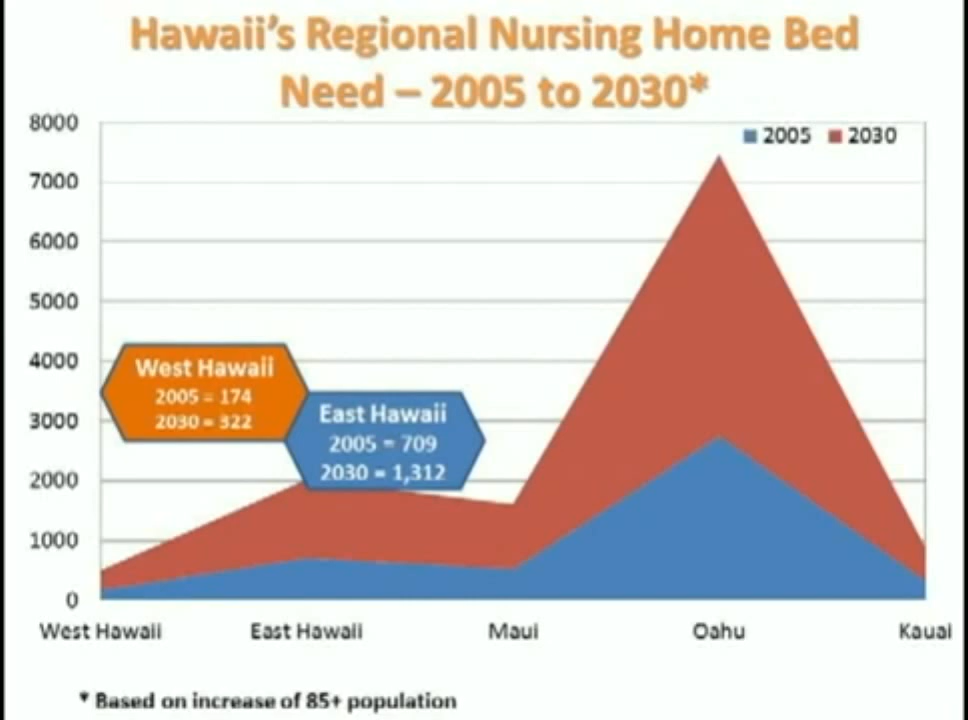 Hawaii's Regional Nursing Home Bed
Need – 2005 to 2030*
8000
7000
6000
5000
4000
3000
2000
1000
0
2005 2030
West Hawaii
2005 = 174
2030 = 322
East Hawaii
2005 = 709
2030 = 1,312
West Hawaii East Hawaii Maui Oahu Kauai
* Based on increase of 85+ population